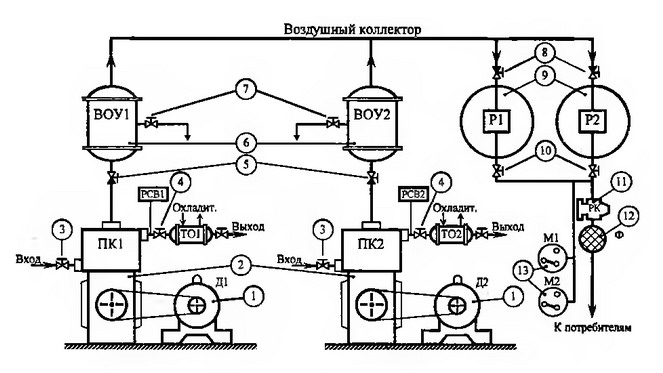 Воздушный коллектор
7
8
9
ВОУ1
ВОУ2
Р1
Р2
6
5
10
РСВ1
4
РСВ2
4
11
РК
Охладит.
Охладит.
12
Ф
3
ПК1
ТО1
Выход
3
ПК2
ТО2
Выход
М1
Вход
2
Вход
13
М2
Д1
1
Д2
1
К потребителям